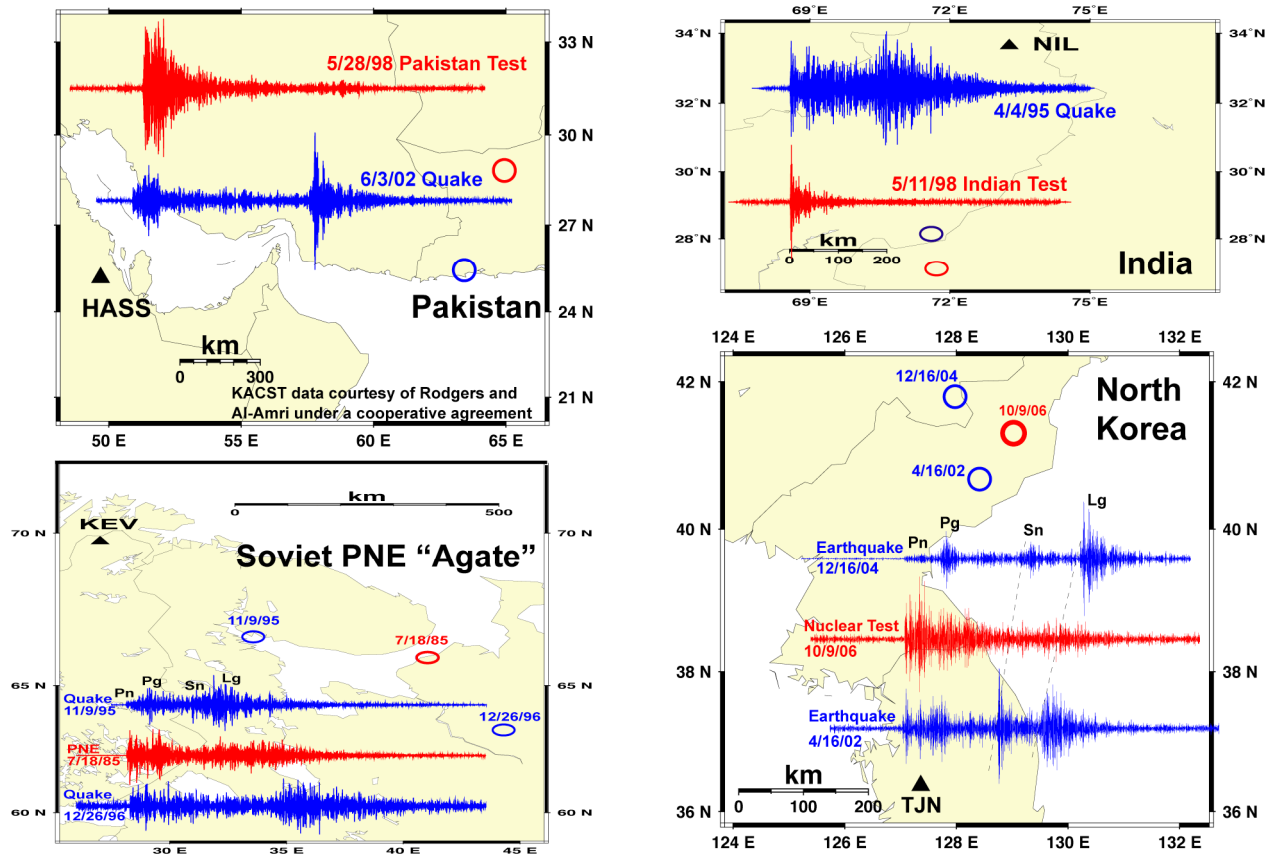 33 N
5/28/98 Pakistan Test
30 N
6/3/02 Quake
27 N
HASS
Pakistan
24 N
km
0 300
KACST data courtesy of Rodgers and
Al-Amri under a cooperative agreement
21 N
50 E 55 E 60 E 65 E
69°E 72°E 75°E
34°N 34°N
NIL
32°N 32°N
4/4/95 Quake
30°N 30°N
5/11/98 Indian Test
km
28°N 28°N
0 100 200
India
69°E 72°E 75°E
km
0 500
70 N 70 N
KEV
Soviet PNE “Agate”
11/9/95
7/18/85
65 N 65 N
Pn Pg Sn Lg
Quake
11/9/95
12/26/96
PNE
7/18/85
Quake
12/26/96
60 N 60 N
30 E 35 E 40 E 45 E
124 E 126 E 128 E 130 E 132 E
42 N 42 N
12/16/04
North
Korea
10/9/06
4/16/02
40 N 40 N
Pn Pg Sn Lg
Earthquake
12/16/04
Nuclear Test
10/9/06
38 N 38 N
Earthquake
4/16/02
km
0 100 200
TJN
36 N 36 N
124 E 126 E 128 E 130 E 132 E